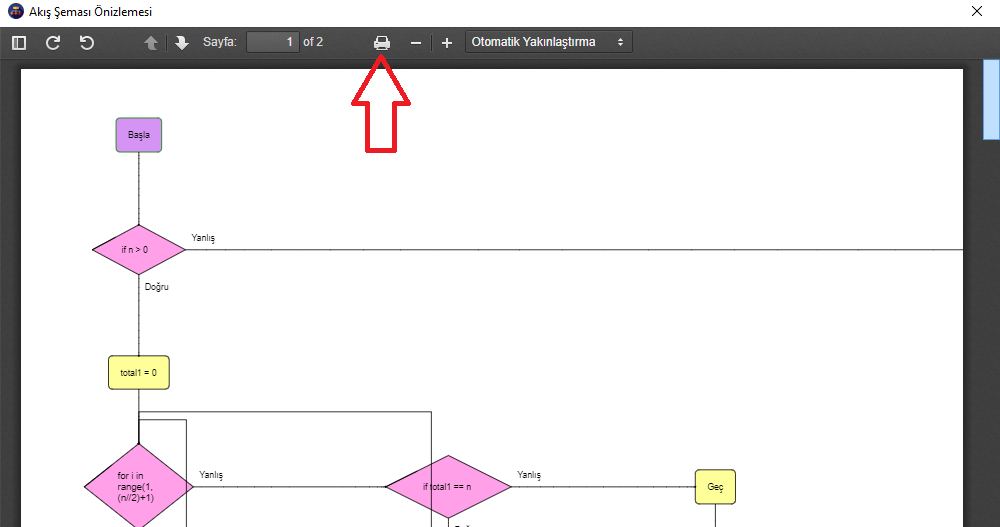 Akış Şeması Önizlemesi
Sayfa: 1 of 2 Otomatik Yakınlaştırma
Başla
if n > 0
Yanlış
Doğru
total1 = 0
for i in
range(1,
(n//2)+1)
Yanlış
if total1 == n
Yanlış
Geç